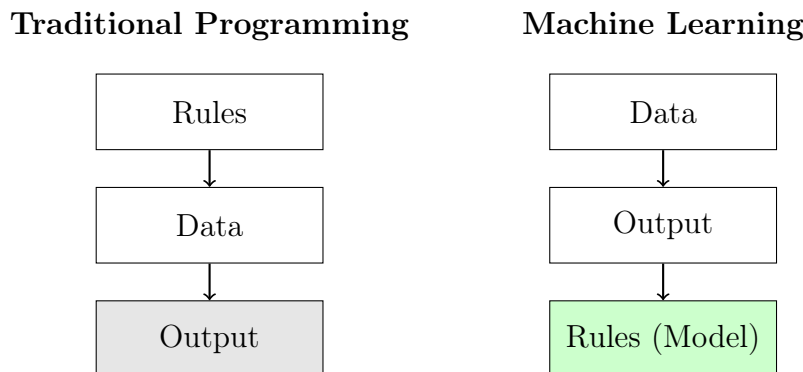 Traditional Programming
Rules
Data
Output
Machine Learning
Data
Output
Rules (Model)